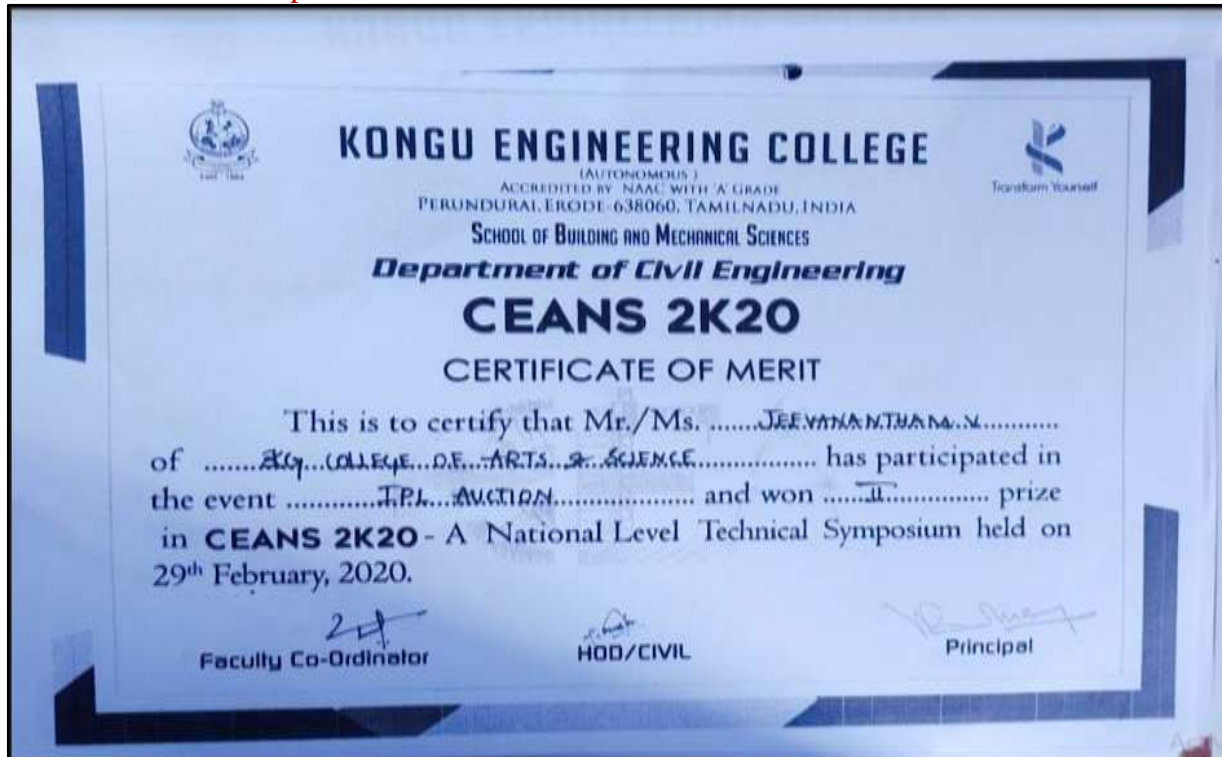 KONGU ENGINEERING COLLEGE
(AUTONOMOUS)
ACCREDITED BY NAAC WITH 'A' GRADE
PERUNDURAI, ERODE-638060, TAMILNADU, INDIA
Transform Yourself
SCHOOL OF BUILDING AND MECHANICAL SCIENCES
Department of Civil Engineering
CEANS 2K20
CERTIFICATE OF MERIT
This is to certify that Mr./Ms. .......JEEVANANTHAM.V............
of ...........COLLEGE...OF...ARTS...&...SCIENCE................. has participated in
the event .............I.P.L...AUCTION.................... and won ......II.............. prize
in CEANS 2K20 - A National Level Technical Symposium held on
29th February, 2020.
Faculty Co-Ordinator HOD/CIVIL Principal